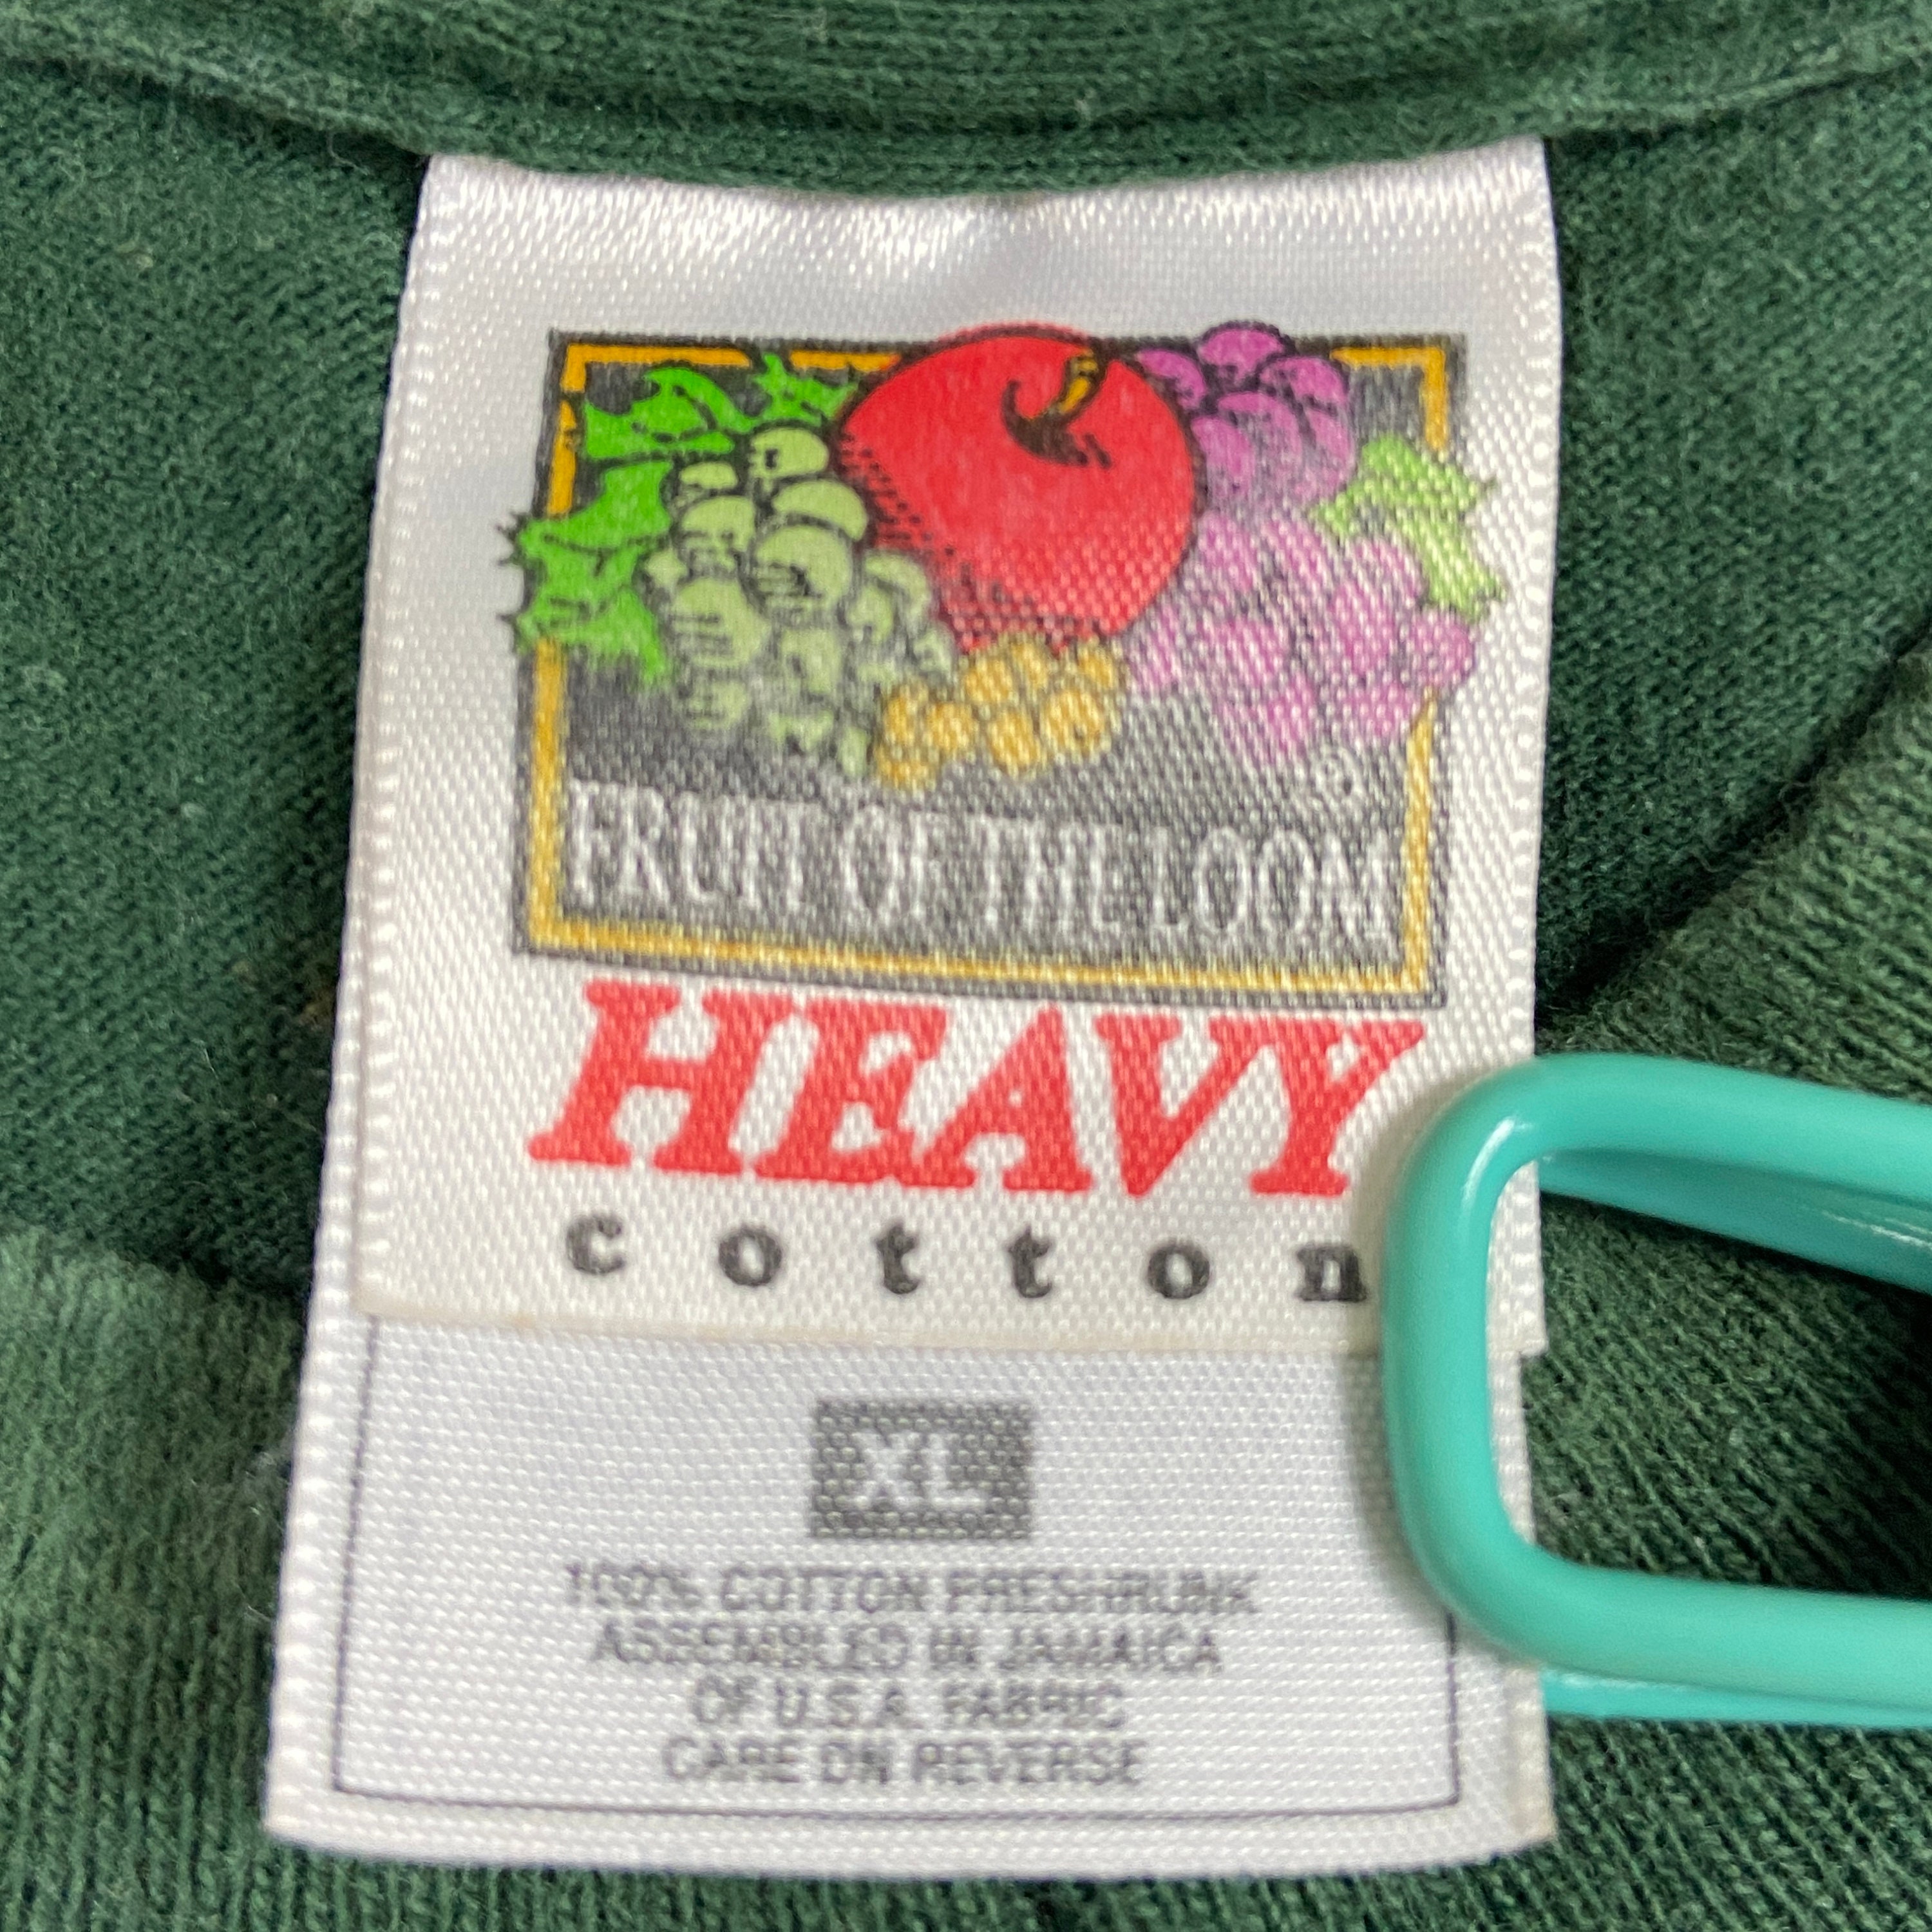 ®
FRUIT OF THE LOOM
HEAVY
cotton
XL
100% COTTON PRESHRUNK
ASSEMBLED IN JAMAICA
OF U.S.A. FABRIC
CARE ON REVERSE